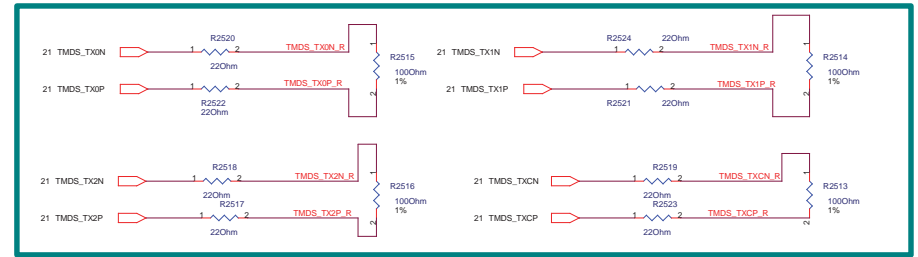 R2520
21 TMDS_TX0N 1 2 TMDS_TX0N_R 1
R2515
100Ohm
1%
22Ohm
21 TMDS_TX0P 1 2 TMDS_TX0P_R 2
R2522
22Ohm
R2524 22Ohm
21 TMDS_TX1N 1 2 TMDS_TX1N_R 1
R2514
100Ohm
1%
21 TMDS_TX1P 1 2 TMDS_TX1P_R 2
R2521 22Ohm
R2518
21 TMDS_TX2N 1 2 TMDS_TX2N_R 1
R2516
100Ohm
1%
22Ohm
R2517
21 TMDS_TX2P 1 2 TMDS_TX2P_R 2
22Ohm
R2519
21 TMDS_TXCN 1 2 TMDS_TXCN_R 1
R2513
100Ohm
1%
22Ohm
R2523
21 TMDS_TXCP 1 2 TMDS_TXCP_R 2
22Ohm